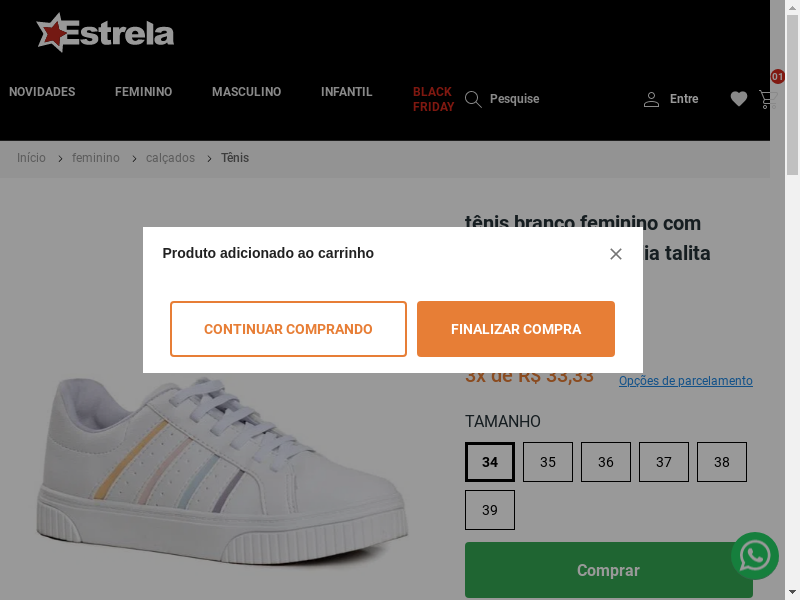 Estrela
NOVIDADES
FEMININO
MASCULINO
INFANTIL
BLACK
FRIDAY
Pesquise
Entre
01
Início
feminino
calçados
Tênis
tênis branco feminino com
ia talita
Produto adicionado ao carrinho
CONTINUAR COMPRANDO
FINALIZAR COMPRA
3x de R$ 33,33
Opções de parcelamento
TAMANHO
34
35
36
37
38
39
Comprar